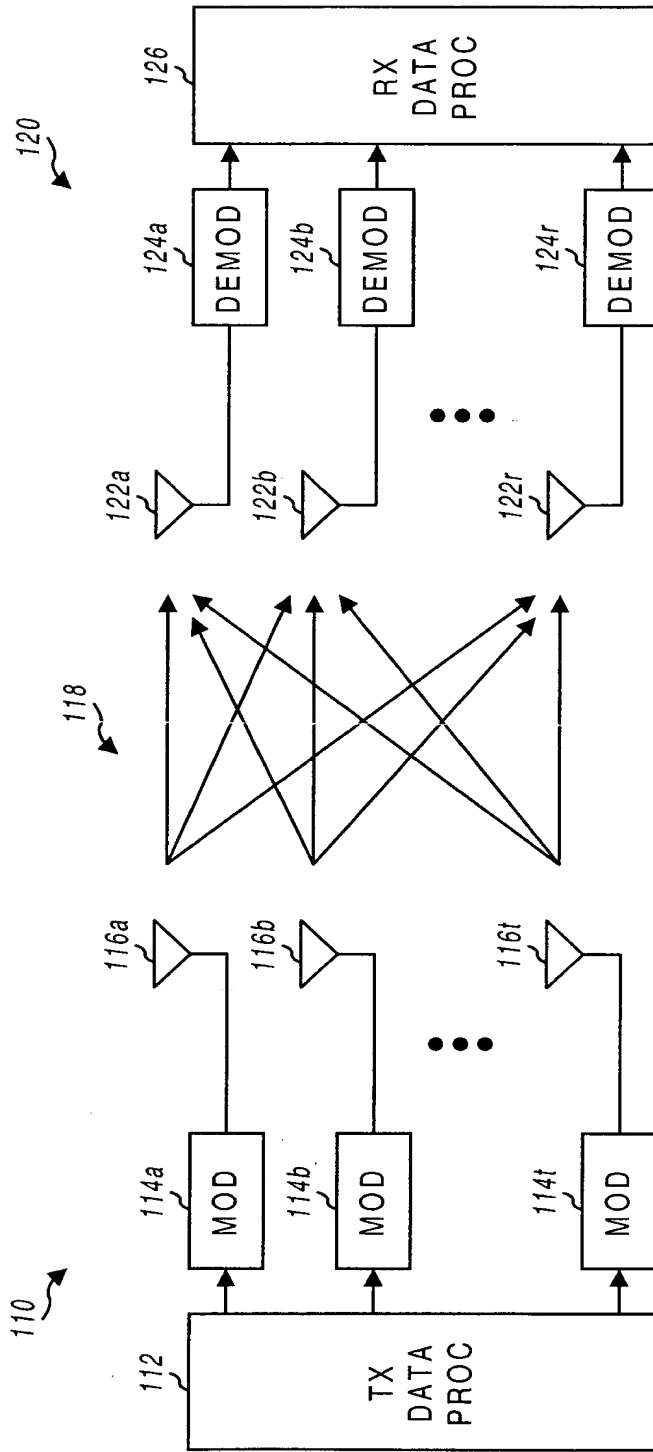 110
112
TX
DATA
PROC
114a
MOD
114b
MOD
114t
MOD
116a
116b
116t
118
120
122a
122b
122r
124a
DEMOD
124b
DEMOD
124r
DEMOD
126
RX
DATA
PROC